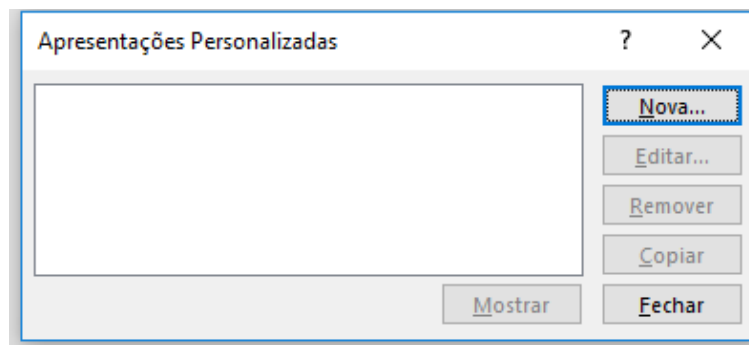 Apresentações Personalizadas ? X
Nova...
Editar...
Remover
Copiar
Mostrar Fechar